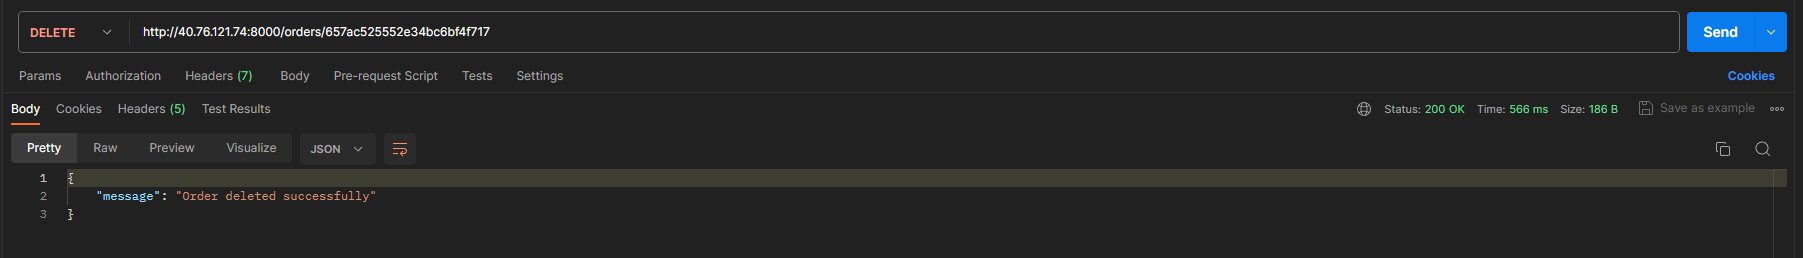 DELETE http://40.76.121.74:8000/orders/657ac525552e34bc6bf4f717 Send
Params Authorization Headers (7) Body Pre-request Script Tests Settings Cookies
Body Cookies Headers (5) Test Results Status: 200 OK Time: 566 ms Size: 186 B Save as example
Pretty Raw Preview Visualize JSON
1 {
2 "message": "Order deleted successfully"
3 }